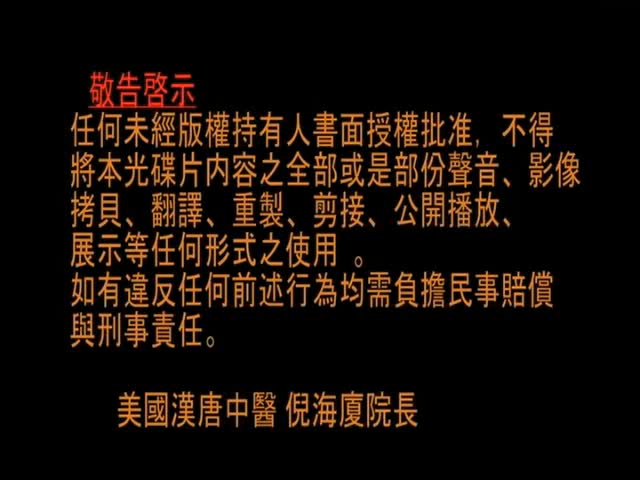 敬告啓示
任何未經版權持有人書面授權批准, 不得
將本光碟片内容之全部或是部份聲音、影像
拷貝、翻譯、重製、剪接、公開播放、
展示等任何形式之使用 。
如有違反任何前述行為均需負擔民事賠償
與刑事責任。
美國漢唐中醫 倪海廈院長